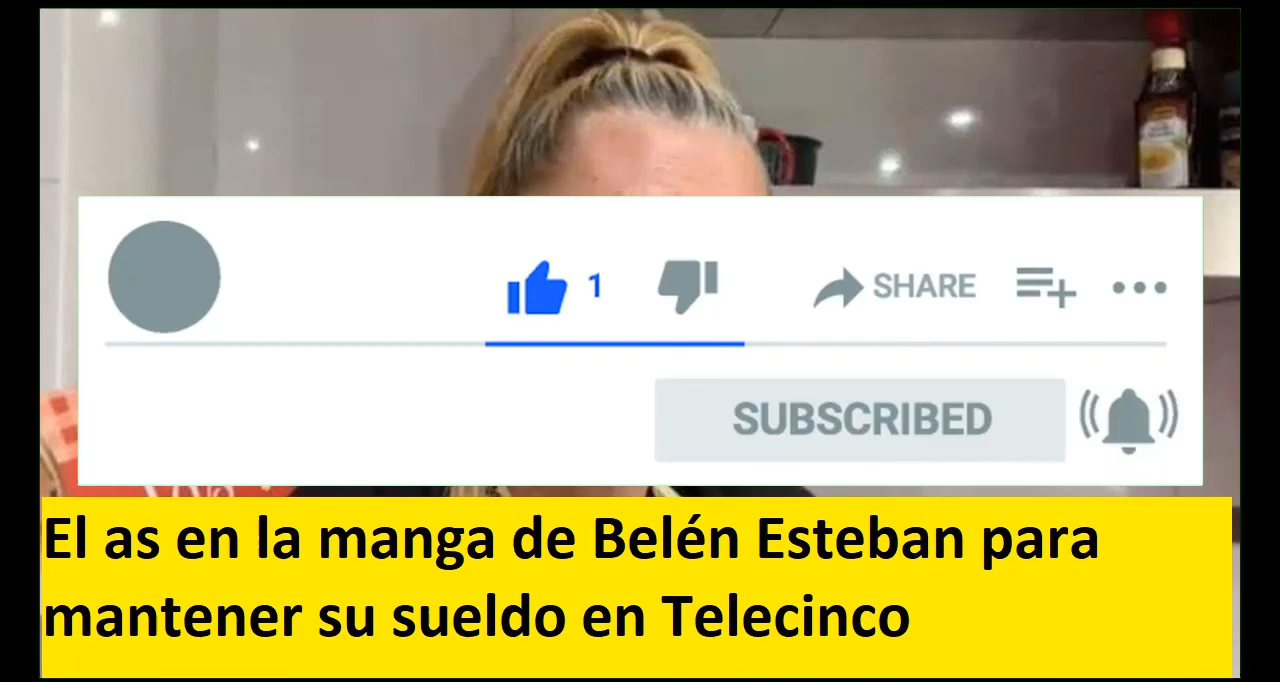 1
SHARE
SUBSCRIBED
El as en la manga de Belén Esteban para
mantener su sueldo en Telecinco